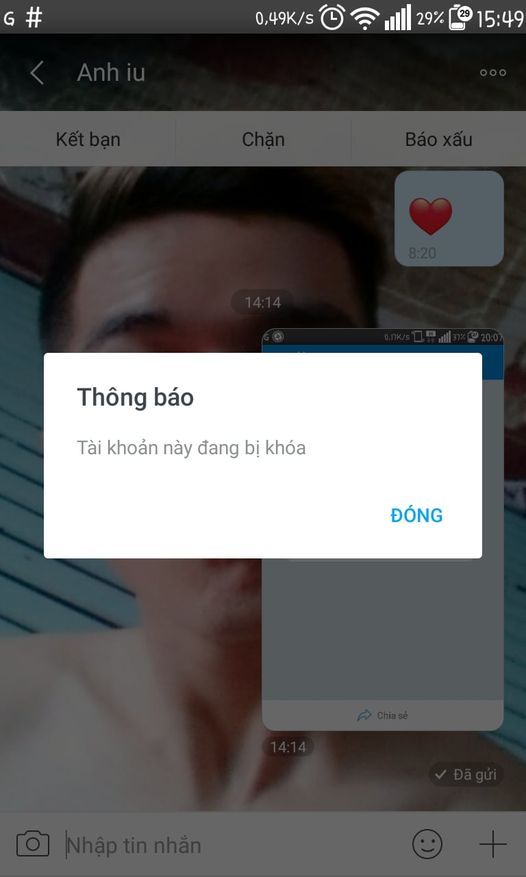 G # 0,49K/s 29% 29 15:49
Anh iu
Kết bạn Chặn Báo xấu
8:20
14:14
0,17K/s 37% 20:07
Thông báo
Tài khoản này đang bị khóa
ĐÓNG
Chia sẻ
14:14
Đã gửi
Nhập tin nhắn